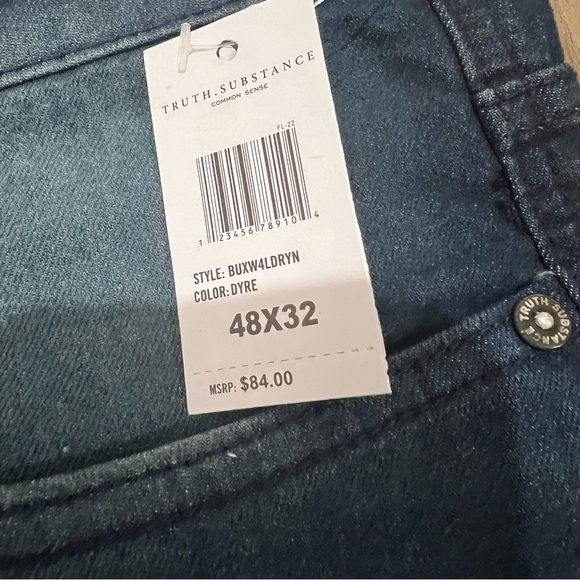 TRUTH.SUBSTANCE
COMMON SENSE
FL-22
1 23456 78910 4
STYLE: BUXW4LDRYN
COLOR: DYRE
48X32
MSRP: $84.00
TRUTH SUBSTANCE